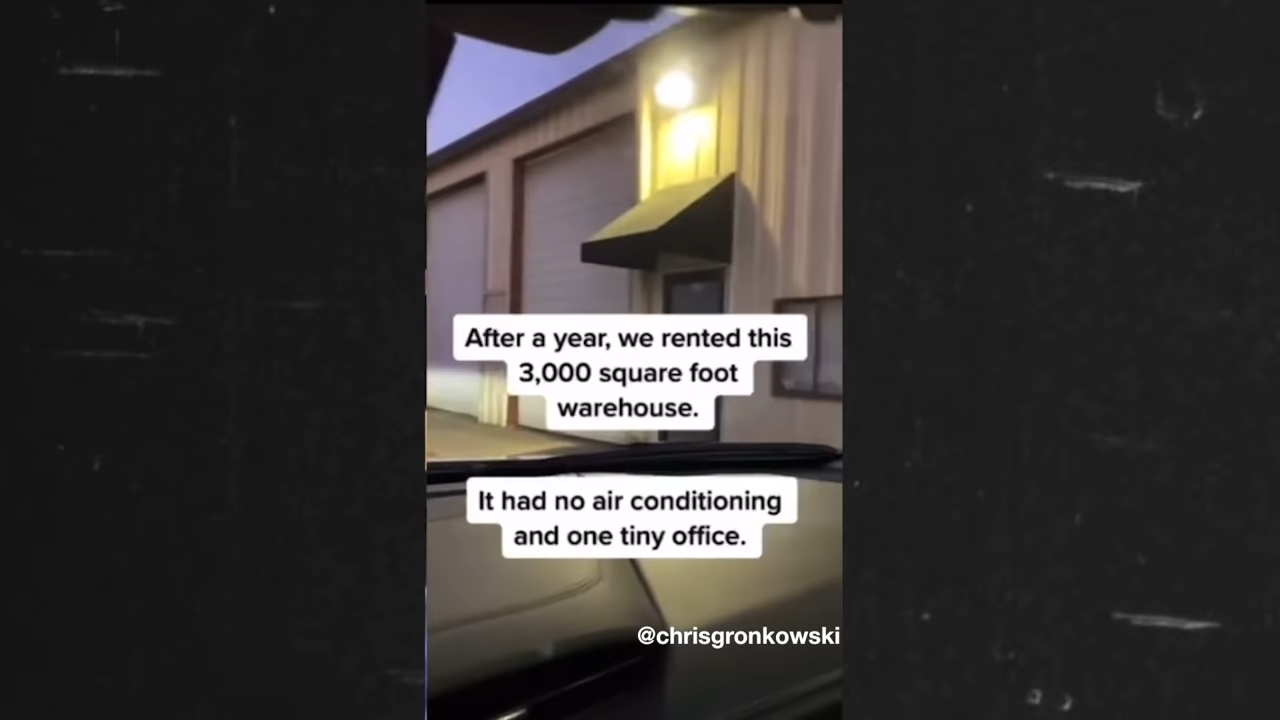 After a year, we rented this
3,000 square foot
warehouse.
It had no air conditioning
and one tiny office.
@chrisgronkowski